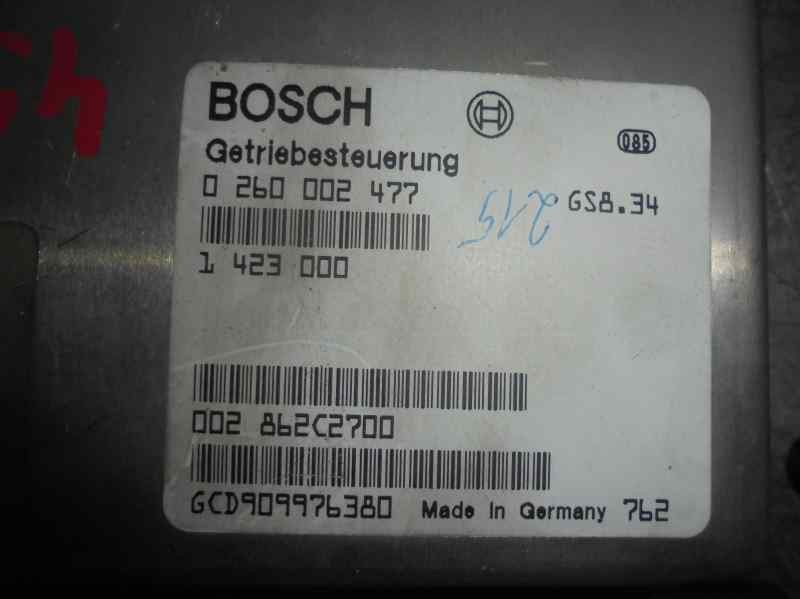 BOSCH
085
Getriebesteuerung
0 260 002 477
215
GS8.34
1 423 000
002 862C2700
GCD909976380 Made in Germany 762